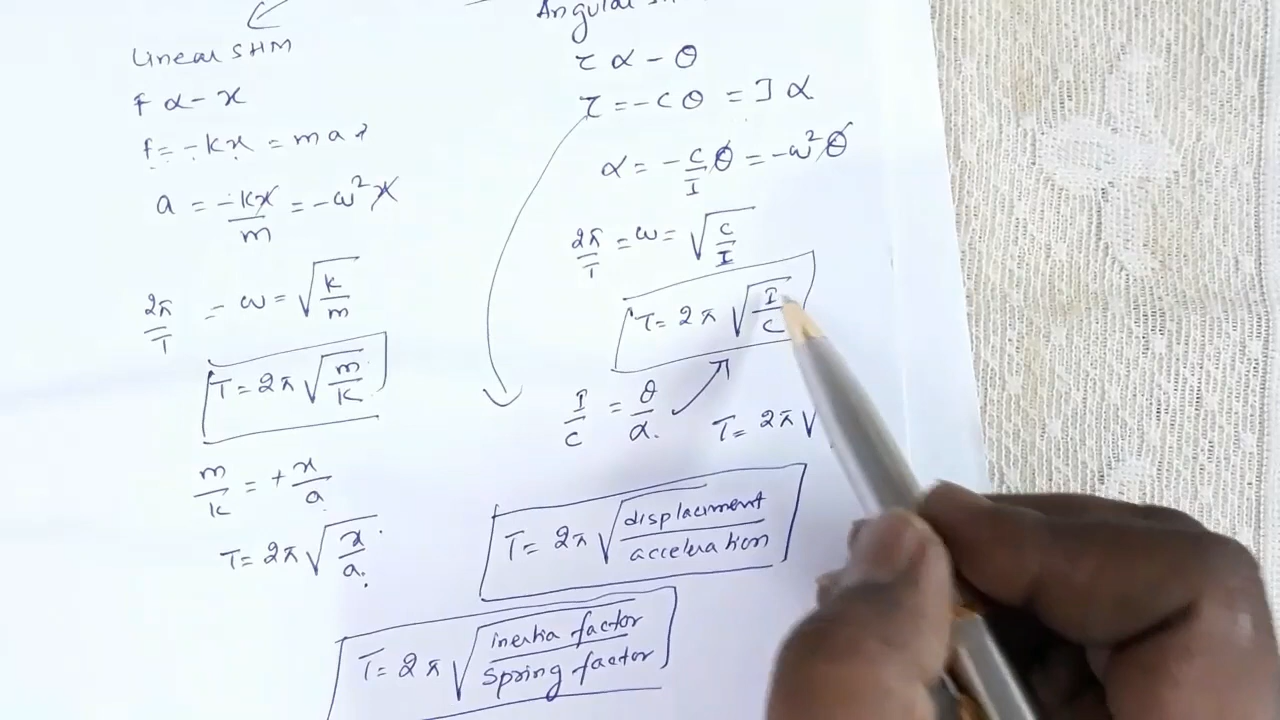 Linear SHM
F α - x
f = -kx = ma
a = -kx/m = -ω²x
2π/T = ω = √(k/m)
T = 2π √(m/k)
m/k = + x/a
T = 2π √(x/a)
Angular
τ α - θ
τ = -cθ = I α
α = -c/I θ = -ω²θ
2π/T = ω = √(c/I)
T = 2π √(I/c)
I/c = θ/α
T = 2π √
T = 2π √(displacement/acceleration)
T = 2π √(inertia factor/spring factor)